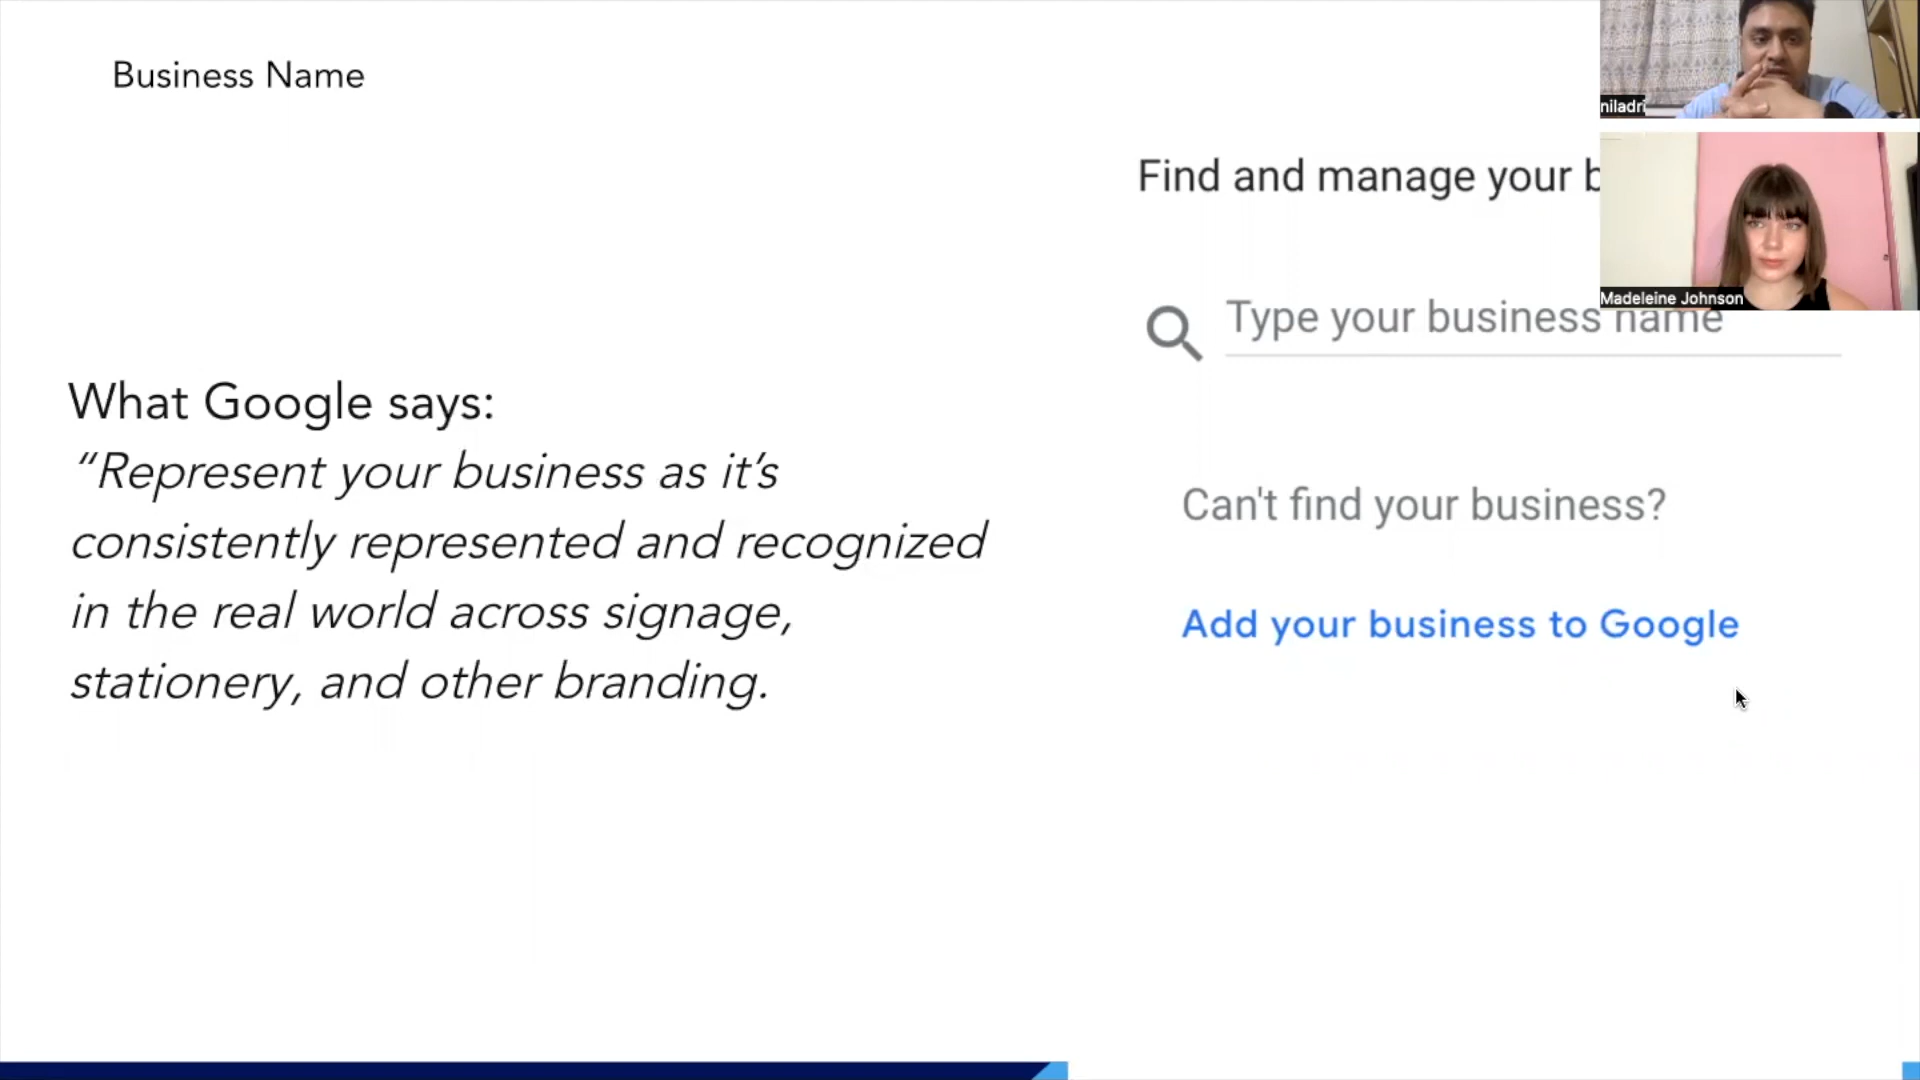 Business Name
niladri
Find and manage your b
Madeleine Johnson
Type your business name
What Google says:
“Represent your business as it’s
consistently represented and recognized
in the real world across signage,
stationery, and other branding.
Can't find your business?
Add your business to Google